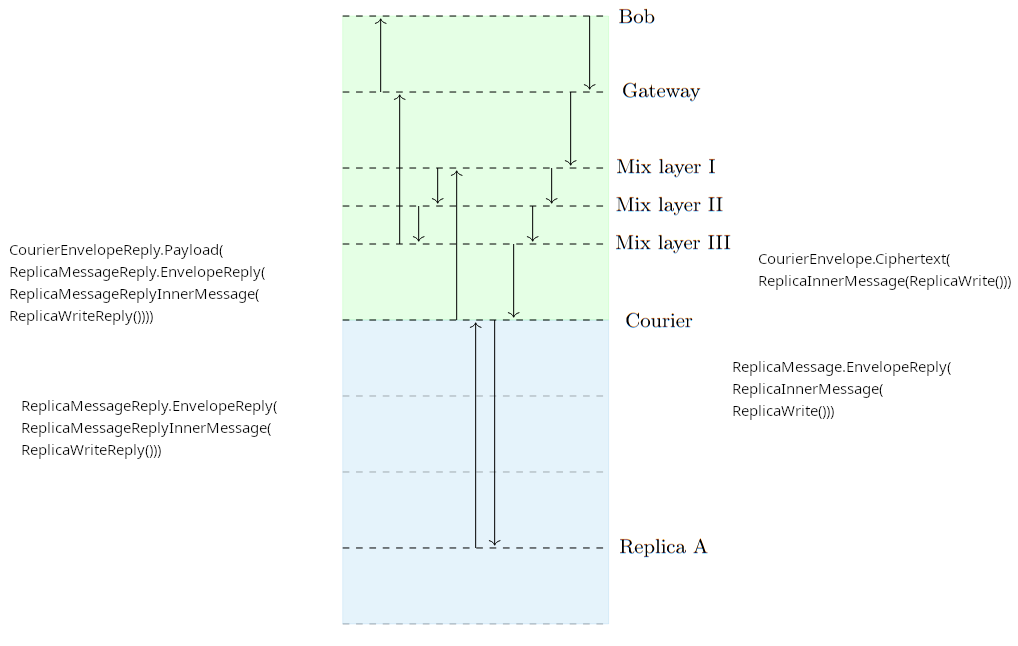 Bob
Gateway
Mix layer I
Mix layer II
Mix layer III
CourierEnvelopeReply.Payload(
ReplicaMessageReply.EnvelopeReply(
ReplicaMessageReplyInnerMessage(
ReplicaWriteReply())))
CourierEnvelope.Ciphertext(
ReplicaInnerMessage(ReplicaWrite()))
Courier
ReplicaMessage.EnvelopeReply(
ReplicaInnerMessage(
ReplicaWrite()))
ReplicaMessageReply.EnvelopeReply(
ReplicaMessageReplyInnerMessage(
ReplicaWriteReply()))
Replica A